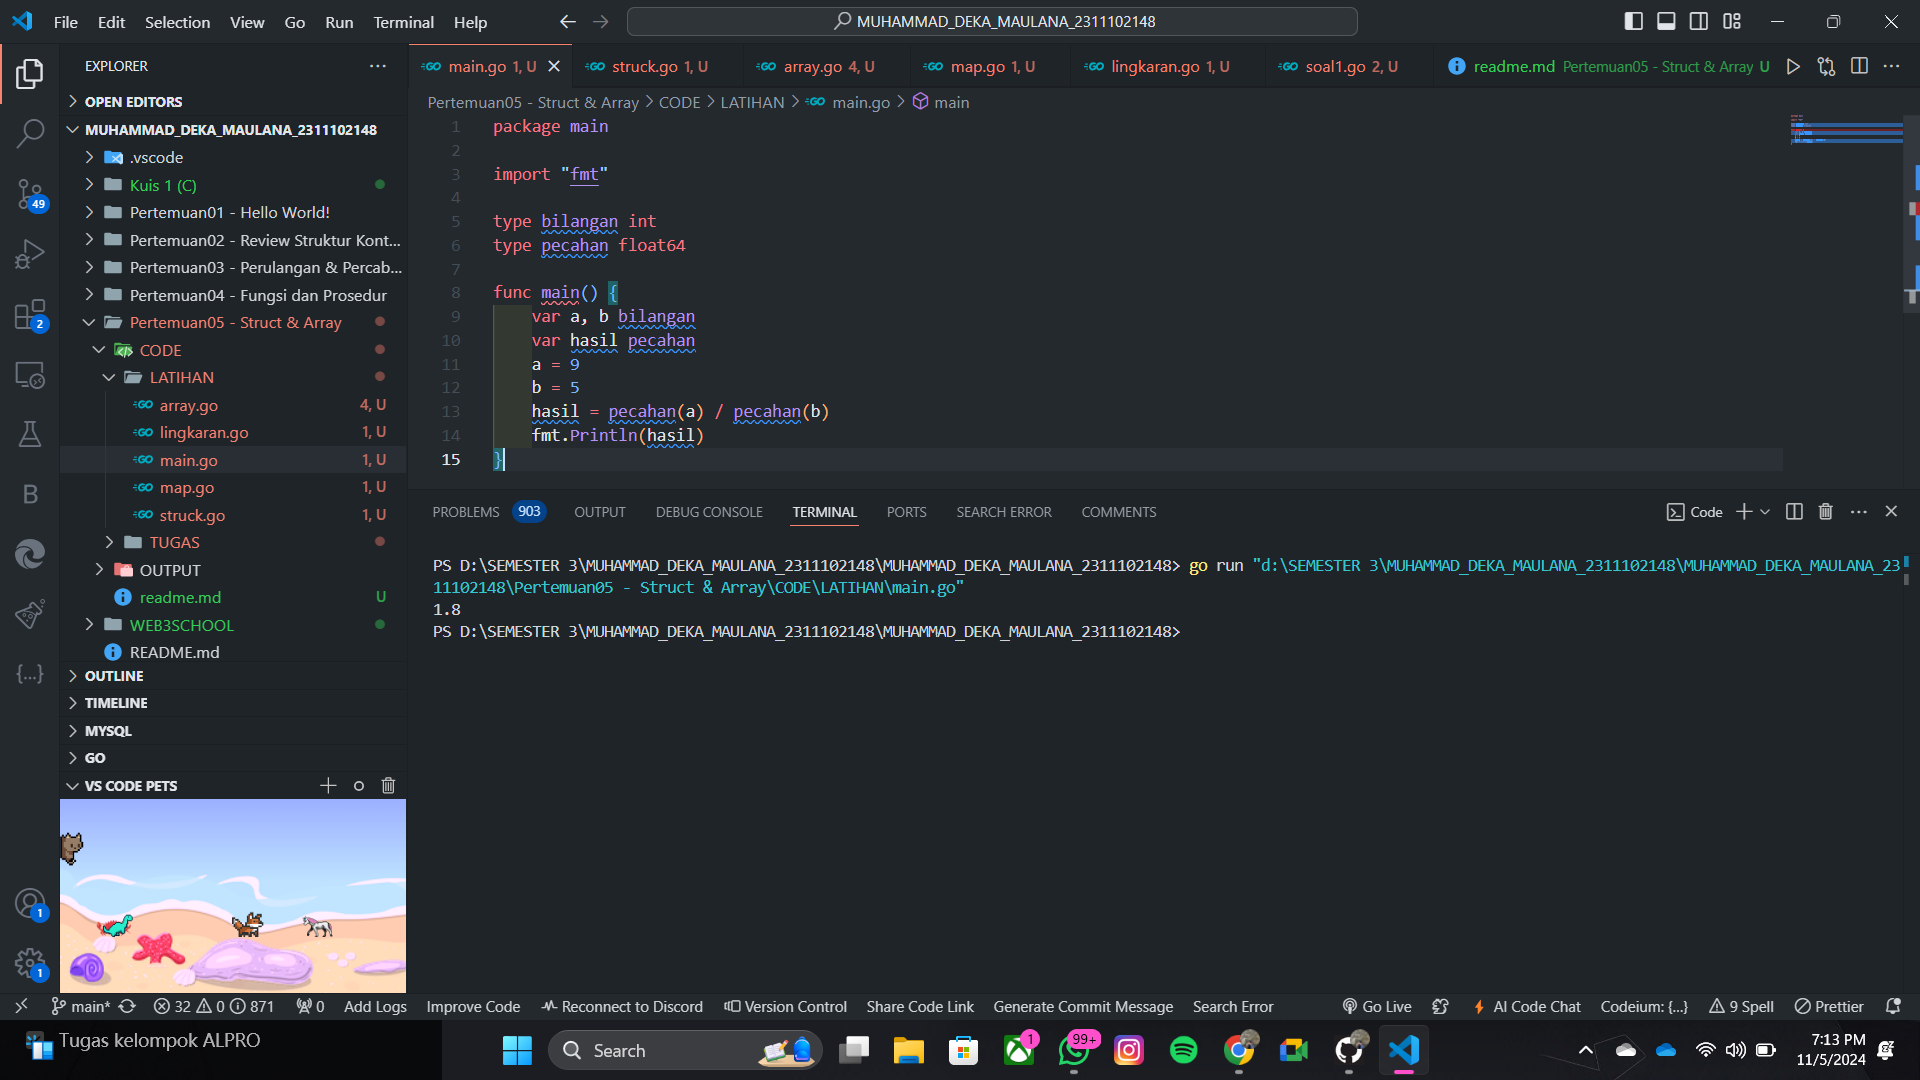 File Edit Selection View Go Run Terminal Help
MUHAMMAD_DEKA_MAULANA_2311102148
EXPLORER
OPEN EDITORS
MUHAMMAD_DEKA_MAULANA_2311102148
.vscode
Kuis 1 (C)
Pertemuan01 - Hello World!
Pertemuan02 - Review Struktur Kont...
Pertemuan03 - Perulangan & Percab...
Pertemuan04 - Fungsi dan Prosedur
Pertemuan05 - Struct & Array
CODE
LATIHAN
array.go 4, U
lingkaran.go 1, U
main.go 1, U
map.go 1, U
struck.go 1, U
TUGAS
OUTPUT
readme.md U
WEB3SCHOOL
README.md
OUTLINE
TIMELINE
MYSQL
GO
VS CODE PETS
49
2
B
{...}
1
1
main.go 1, U struck.go 1, U array.go 4, U map.go 1, U lingkaran.go 1, U soal1.go 2, U readme.md Pertemuan05 - Struct & Array U
Pertemuan05 - Struct & Array > CODE > LATIHAN > main.go > main
1 package main
2
3 import "fmt"
4
5 type bilangan int
6 type pecahan float64
7
8 func main() {
9 var a, b bilangan
10 var hasil pecahan
11 a = 9
12 b = 5
13 hasil = pecahan(a) / pecahan(b)
14 fmt.Println(hasil)
15 }
PROBLEMS 903 OUTPUT DEBUG CONSOLE TERMINAL PORTS SEARCH ERROR COMMENTS Code
PS D:\SEMESTER 3\MUHAMMAD_DEKA_MAULANA_2311102148\MUHAMMAD_DEKA_MAULANA_2311102148> go run "d:\SEMESTER 3\MUHAMMAD_DEKA_MAULANA_2311102148\MUHAMMAD_DEKA_MAULANA_23
11102148\Pertemuan05 - Struct & Array\CODE\LATIHAN\main.go"
1.8
PS D:\SEMESTER 3\MUHAMMAD_DEKA_MAULANA_2311102148\MUHAMMAD_DEKA_MAULANA_2311102148>
main* 32 0 871 0 Add Logs Improve Code Reconnect to Discord Version Control Share Code Link Generate Commit Message Search Error Go Live AI Code Chat Codeium: {...} 9 Spell Prettier
Tugas kelompok ALPRO
Search
1
99+
7:13 PM
11/5/2024